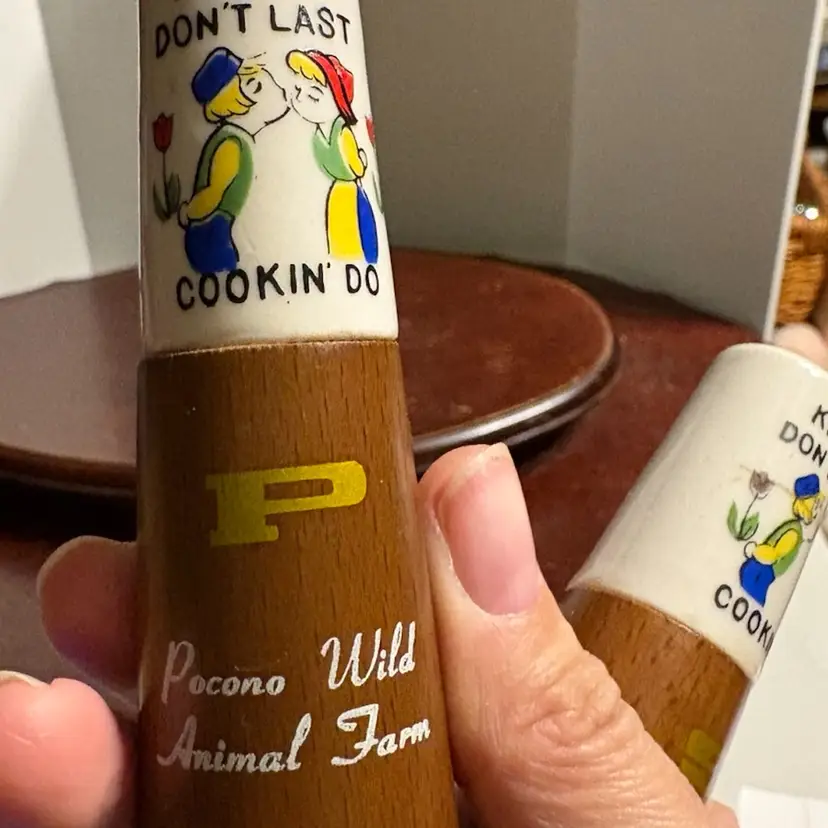 DON'T LAST
COOKIN' DO
P
Pocono Wild
Animal Farm
DON'
COOKI